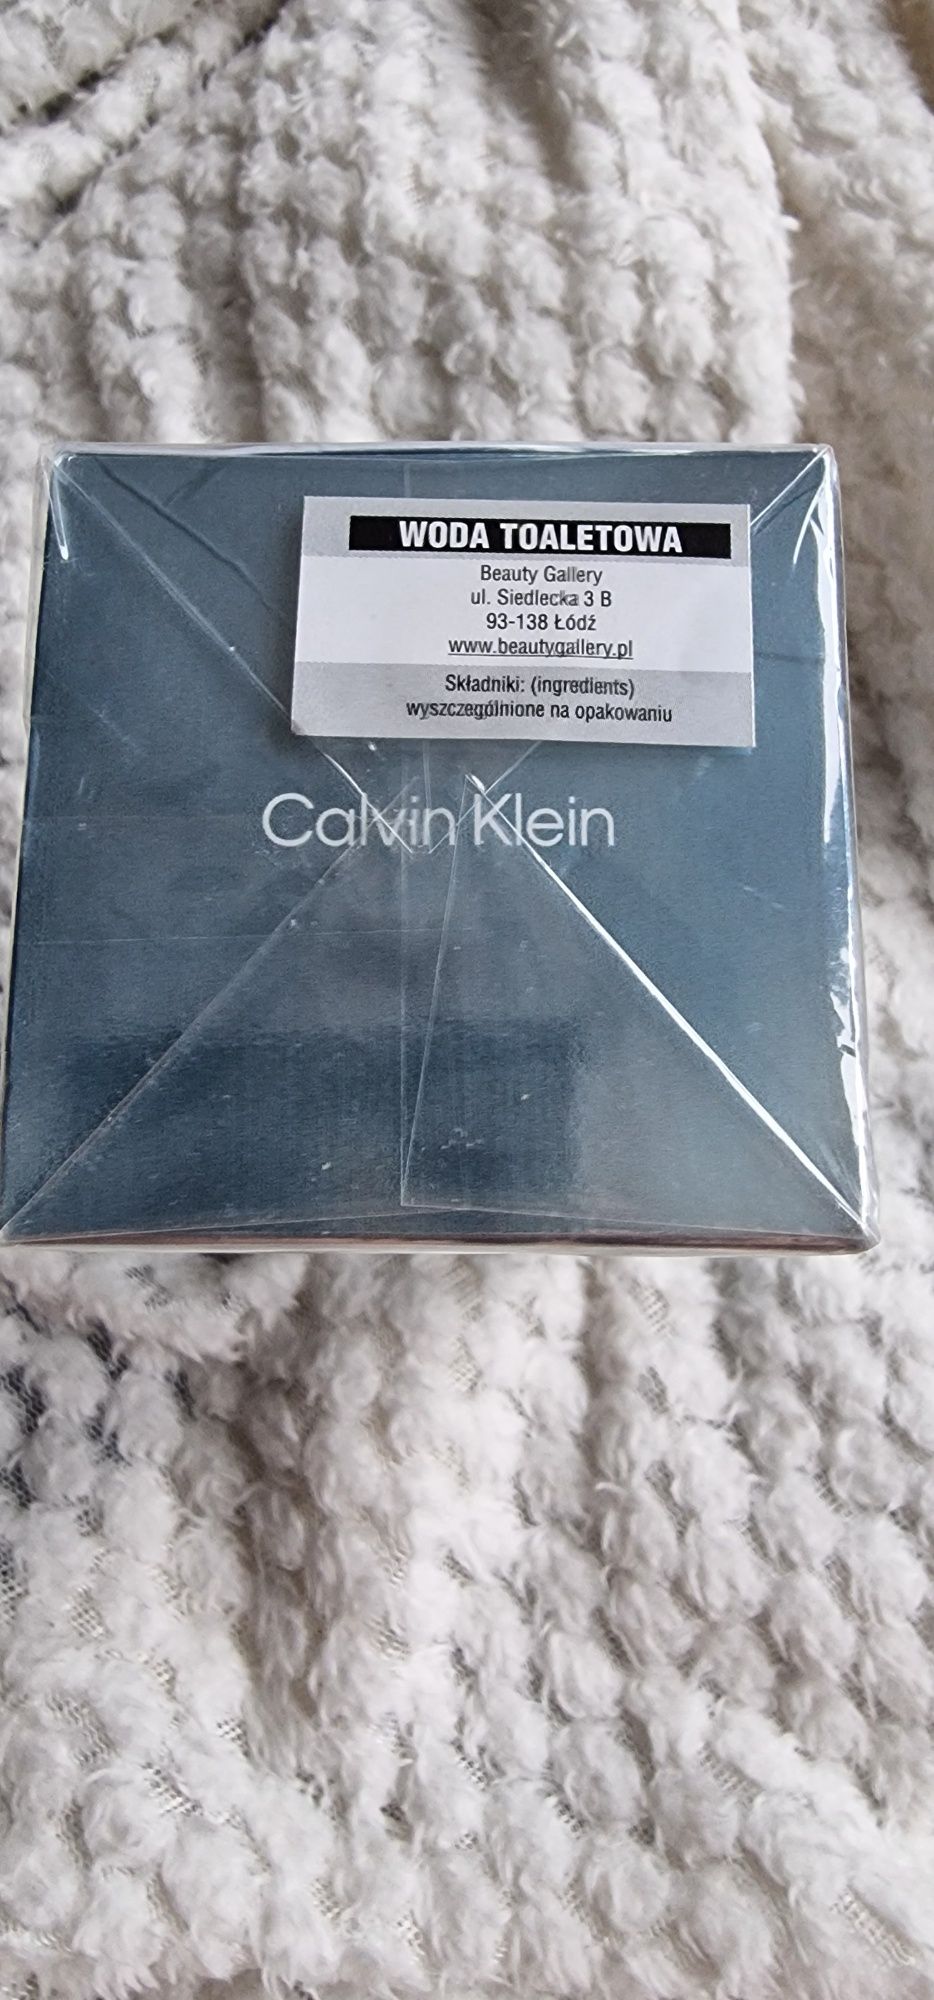 WODA TOALETOWA
Beauty Gallery
ul. Siedlecka 3 B
93-138 Łódź
www.beautygallery.pl
Składniki: (ingredients)
wyszczególnione na opakowaniu
Calvin Klein